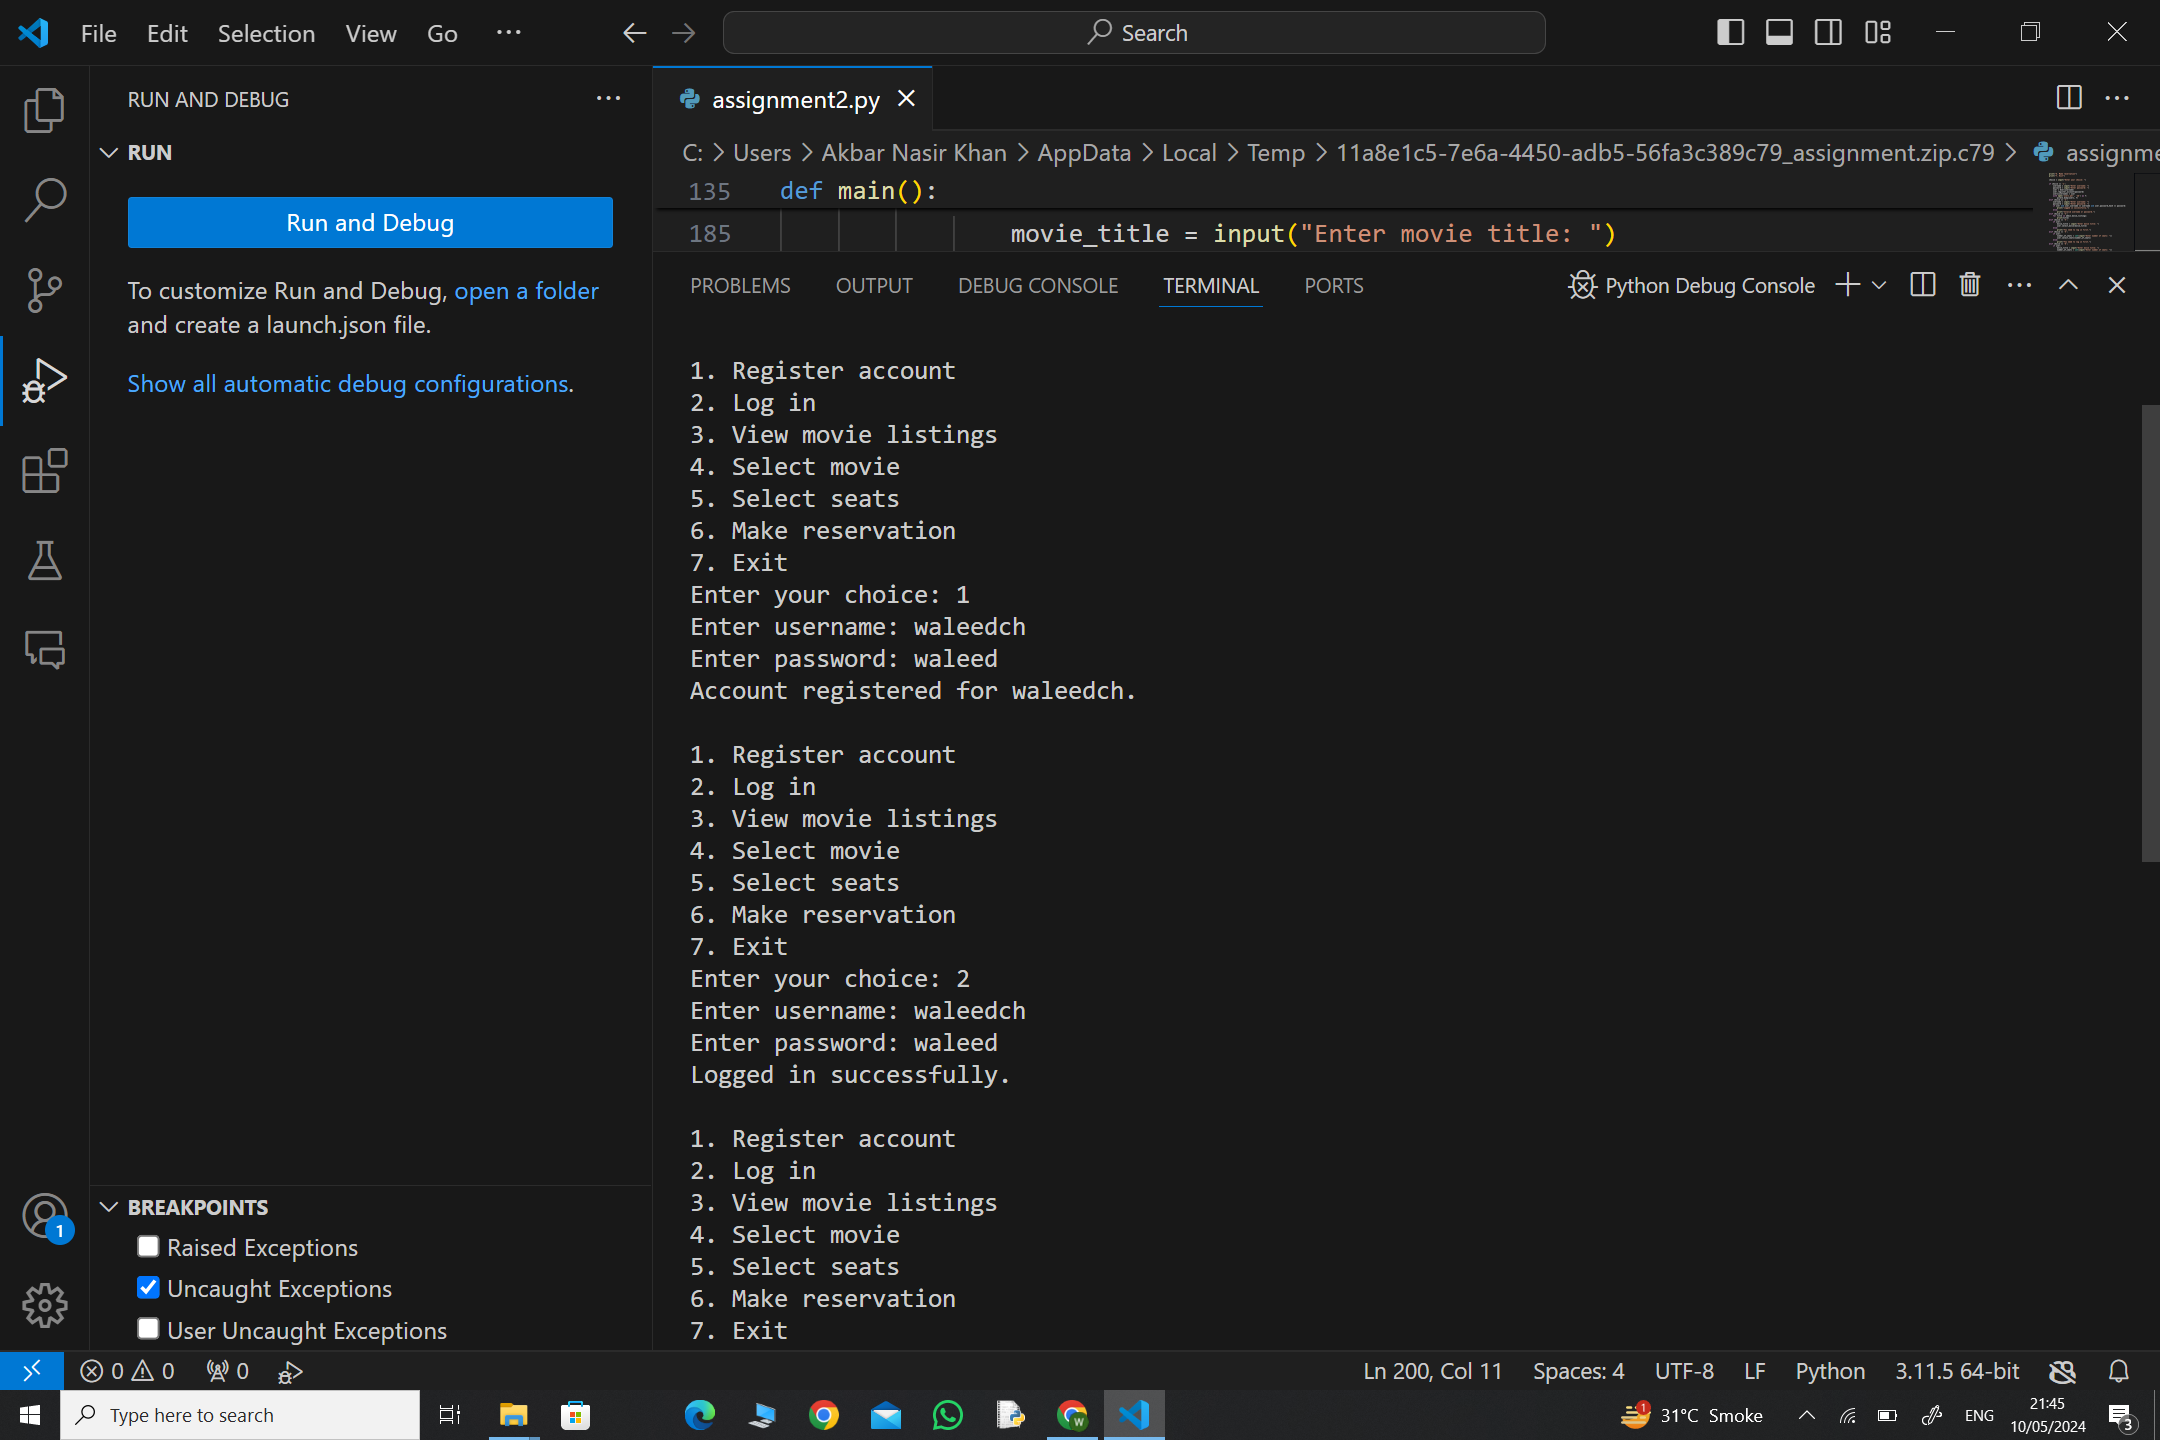 File Edit Selection View Go ... Search
RUN AND DEBUG ...
RUN
Run and Debug
To customize Run and Debug, open a folder
and create a launch.json file.
Show all automatic debug configurations.
BREAKPOINTS
Raised Exceptions
Uncaught Exceptions
User Uncaught Exceptions
1
assignment2.py
C: > Users > Akbar Nasir Khan > AppData > Local > Temp > 11a8e1c5-7e6a-4450-adb5-56fa3c389c79_assignment.zip.c79 > assignme
135 def main():
185 movie_title = input("Enter movie title: ")
PROBLEMS OUTPUT DEBUG CONSOLE TERMINAL PORTS Python Debug Console
1. Register account
2. Log in
3. View movie listings
4. Select movie
5. Select seats
6. Make reservation
7. Exit
Enter your choice: 1
Enter username: waleedch
Enter password: waleed
Account registered for waleedch.
1. Register account
2. Log in
3. View movie listings
4. Select movie
5. Select seats
6. Make reservation
7. Exit
Enter your choice: 2
Enter username: waleedch
Enter password: waleed
Logged in successfully.
1. Register account
2. Log in
3. View movie listings
4. Select movie
5. Select seats
6. Make reservation
7. Exit
0 0 0 Ln 200, Col 11 Spaces: 4 UTF-8 LF Python 3.11.5 64-bit
Type here to search W 1 31°C Smoke ENG 21:45
10/05/2024 3